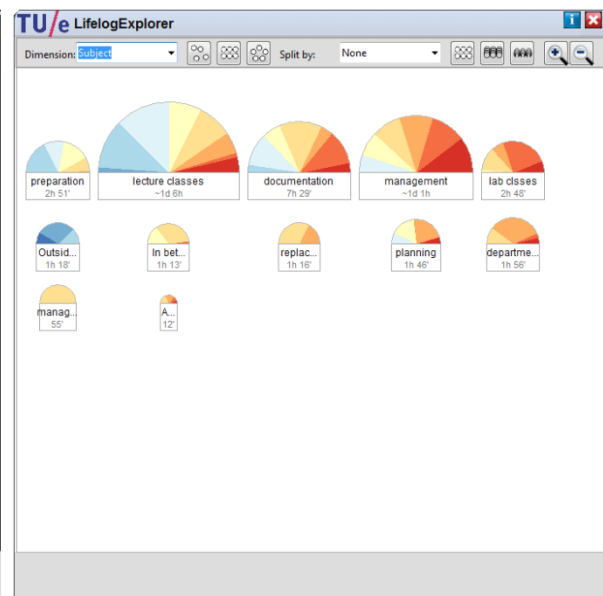 TU/e LifelogExplorer
Dimension: Subject Split by: None
preparation lecture classes documentation management lab clsses
2h 51' ~1d 6h 7h 29' ~1d 1h 2h 48'
Outsid... In bet... replac... planning departme...
1h 18' 1h 13' 1h 16' 1h 46' 1h 56'
manag... A...
55' 12'